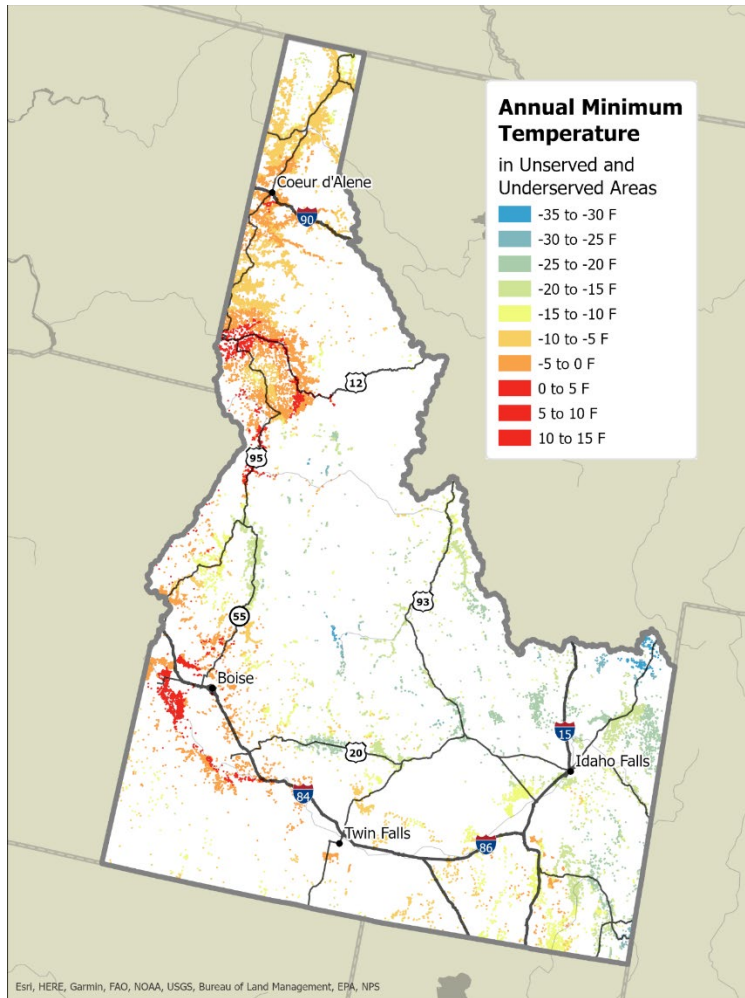 Annual Minimum
Temperature
in Unserved and
Underserved Areas
-35 to -30 F
-30 to -25 F
-25 to -20 F
-20 to -15 F
-15 to -10 F
-10 to -5 F
-5 to 0 F
0 to 5 F
5 to 10 F
10 to 15 F
Coeur d'Alene
90
12
95
93
55
Boise
15
20
Idaho Falls
84
Twin Falls
86
Esri, HERE, Garmin, FAO, NOAA, USGS, Bureau of Land Management, EPA, NPS